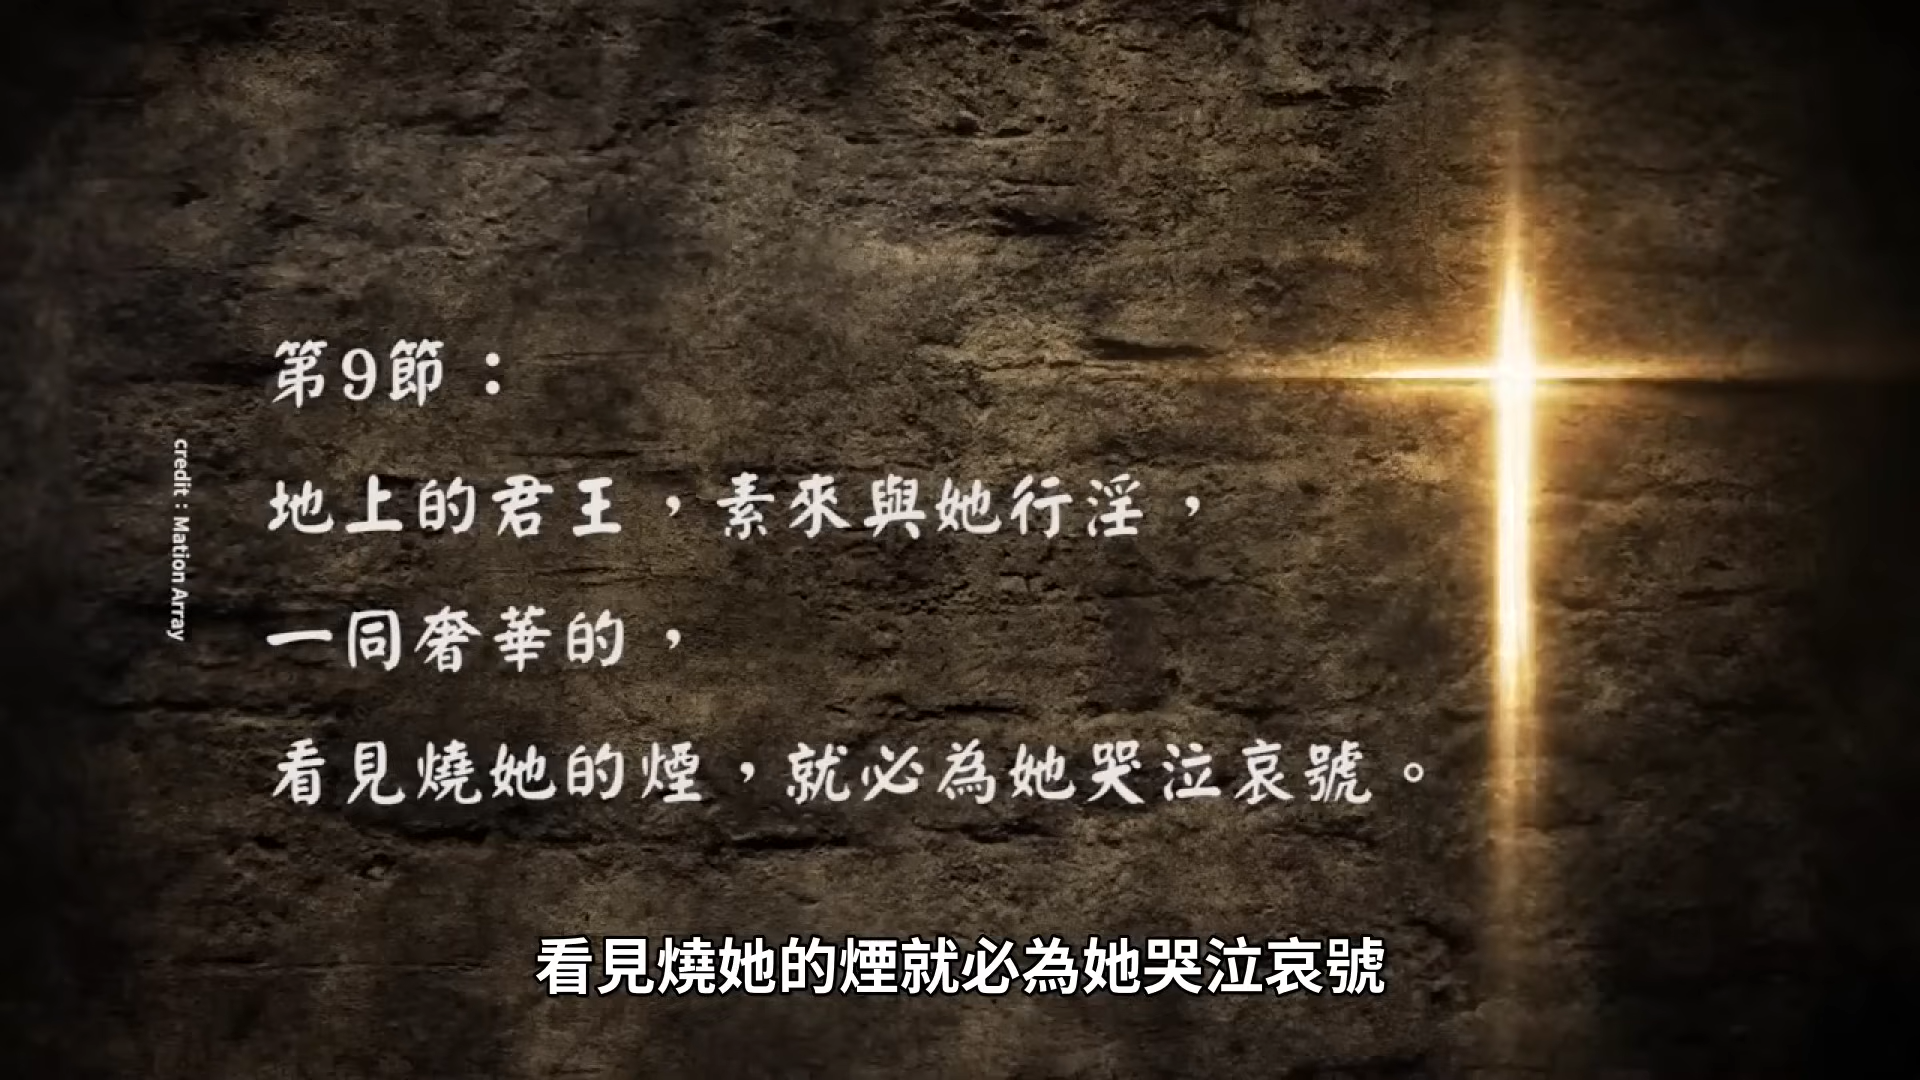 第9節：
地上的君王，素來與她行淫，
一同奢華的，
看見燒她的煙，就必為她哭泣哀號。
credit：Mation Array
看見燒她的煙就必為她哭泣哀號